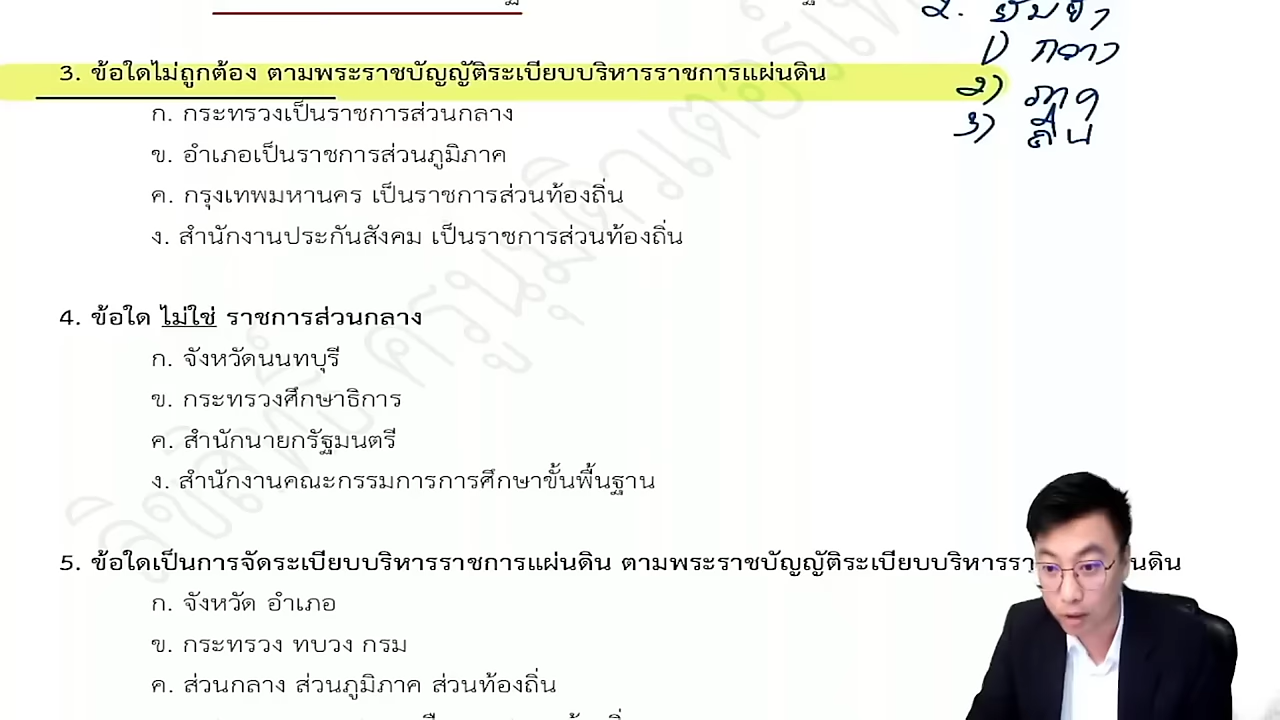 2.
1) กลาง
3. ข้อใดไม่ถูกต้อง ตามพระราชบัญญัติระเบียบบริหารราชการแผ่นดิน
2) ภาค
ก. กระทรวงเป็นราชการส่วนกลาง
3) ถิ่น
ข. อำเภอเป็นราชการส่วนภูมิภาค
ค. กรุงเทพมหานคร เป็นราชการส่วนท้องถิ่น
ง. สำนักงานประกันสังคม เป็นราชการส่วนท้องถิ่น
4. ข้อใด ไม่ใช่ ราชการส่วนกลาง
ก. จังหวัดนนทบุรี
ข. กระทรวงศึกษาธิการ
ค. สำนักนายกรัฐมนตรี
ง. สำนักงานคณะกรรมการการศึกษาขั้นพื้นฐาน
5. ข้อใดเป็นการจัดระเบียบบริหารราชการแผ่นดิน ตามพระราชบัญญัติระเบียบบริหารรา
ก. จังหวัด อำเภอ
ข. กระทรวง ทบวง กรม
ค. ส่วนกลาง ส่วนภูมิภาค ส่วนท้องถิ่น